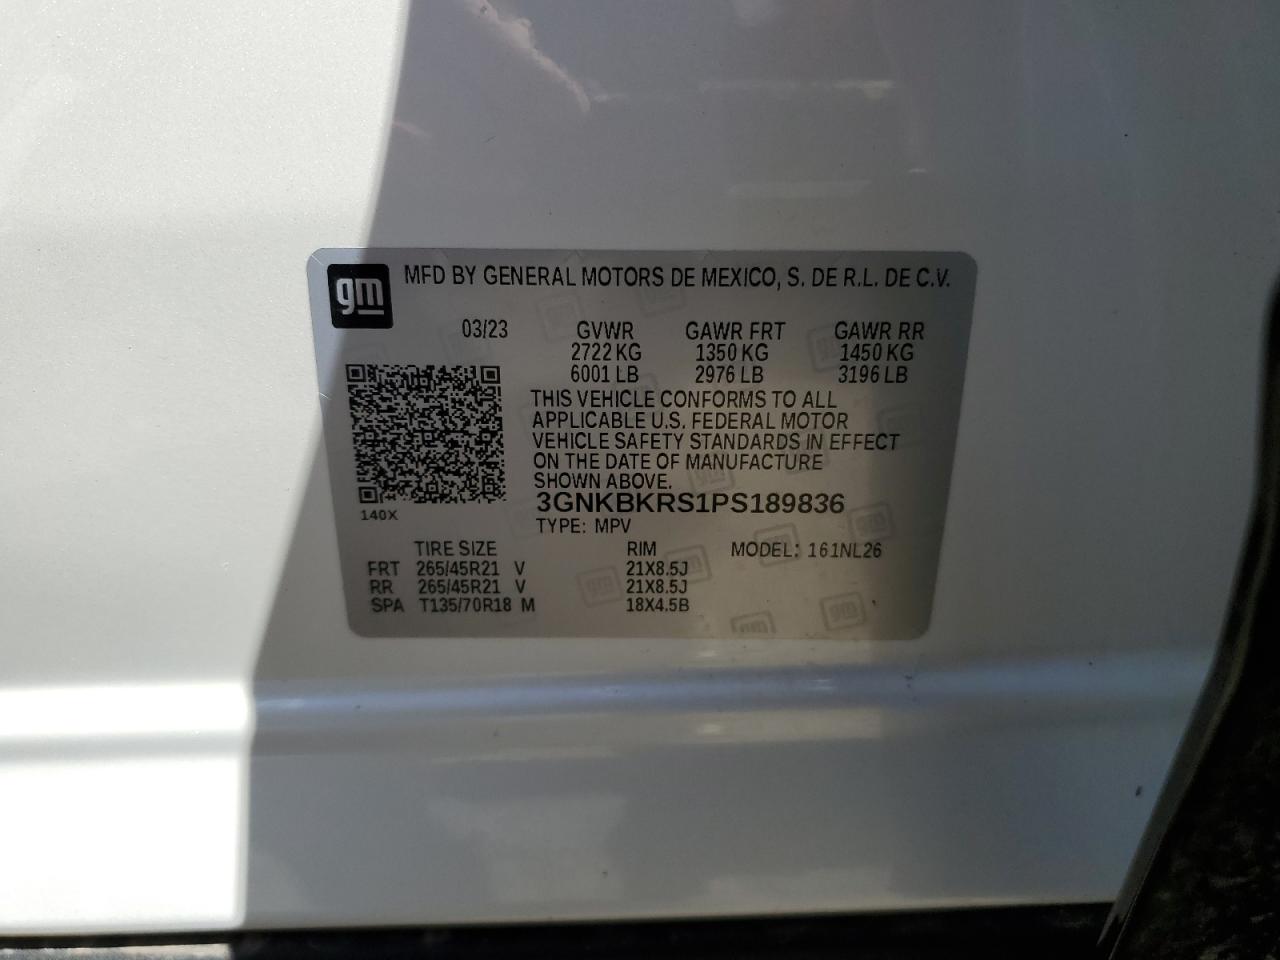 gm MFD BY GENERAL MOTORS DE MEXICO, S. DE R.L. DE C.V.
03/23 GVWR GAWR FRT GAWR RR
2722 KG 1350 KG 1450 KG
6001 LB 2976 LB 3196 LB
THIS VEHICLE CONFORMS TO ALL
APPLICABLE U.S. FEDERAL MOTOR
VEHICLE SAFETY STANDARDS IN EFFECT
ON THE DATE OF MANUFACTURE
SHOWN ABOVE.
3GNKBKRS1PS189836
140X
TYPE: MPV
TIRE SIZE RIM MODEL: 161NL26
FRT 265/45R21 V 21X8.5J
RR 265/45R21 V 21X8.5J
SPA T135/70R18 M 18X4.5B